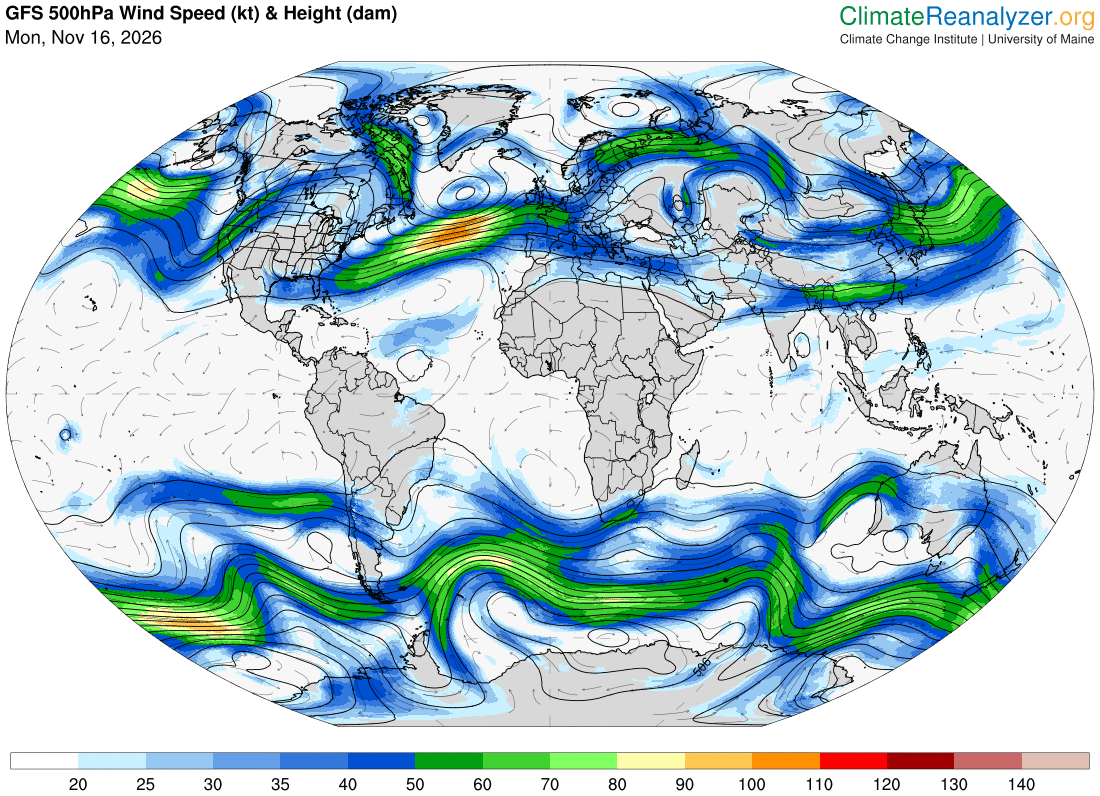 GFS 500hPa Wind Speed (kt) & Height (dam)
Mon, Nov 16, 2026
ClimateReanalyzer.org
Climate Change Institute | University of Maine
506
20 25 30 35 40 50 60 70 80 90 100 110 120 130 140